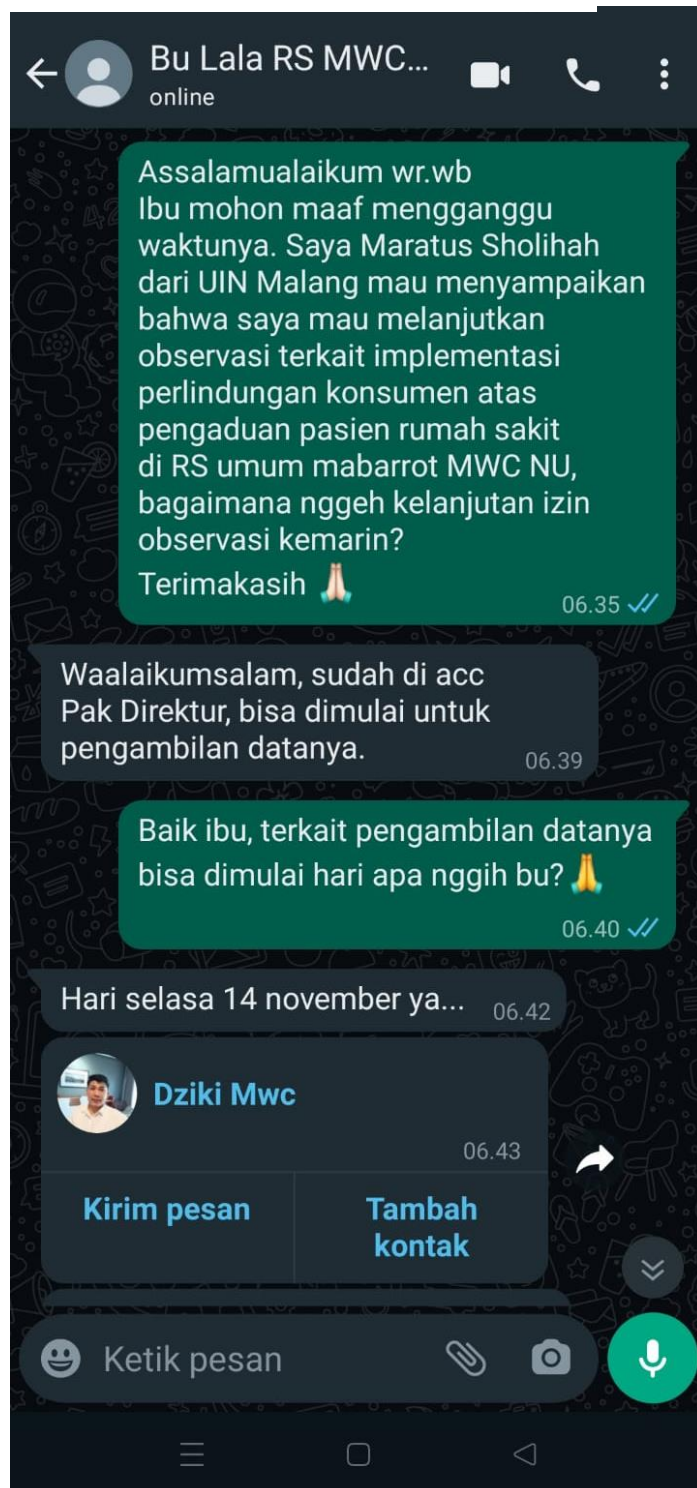 Bu Lala RS MWC...
online
Assalamualaikum wr.wb
Ibu mohon maaf mengganggu
waktunya. Saya Maratus Sholihah
dari UIN Malang mau menyampaikan
bahwa saya mau melanjutkan
observasi terkait implementasi
perlindungan konsumen atas
pengaduan pasien rumah sakit
di RS umum mabarrot MWC NU,
bagaimana nggeh kelanjutan izin
observasi kemarin?
Terimakasih 🙏🏻
06.35
Waalaikumsalam, sudah di acc
Pak Direktur, bisa dimulai untuk
pengambilan datanya.
06.39
Baik ibu, terkait pengambilan datanya
bisa dimulai hari apa nggih bu? 🙏
06.40
Hari selasa 14 november ya... 06.42
Dziki Mwc
06.43
Kirim pesan
Tambah
kontak
Ketik pesan